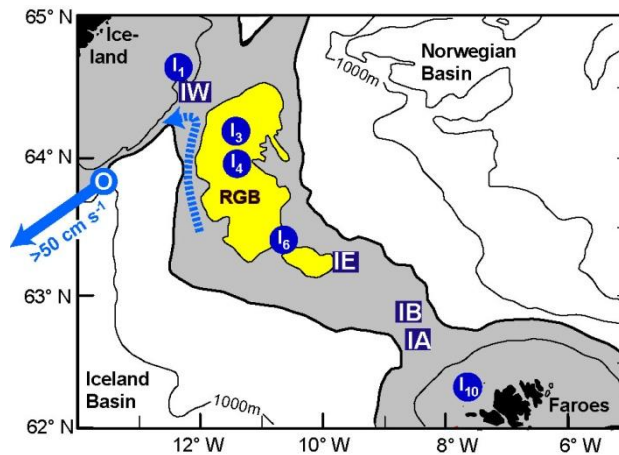 65° N
64° N
63° N
62° N
Ice-
land
I1
IW
Norwegian
Basin
1000m
I3
I4
RGB
O
>50 cm s-1
I6
IE
IB
IA
I10
Faroes
Iceland
Basin
1000m
12° W
10° W
8° W
6° W